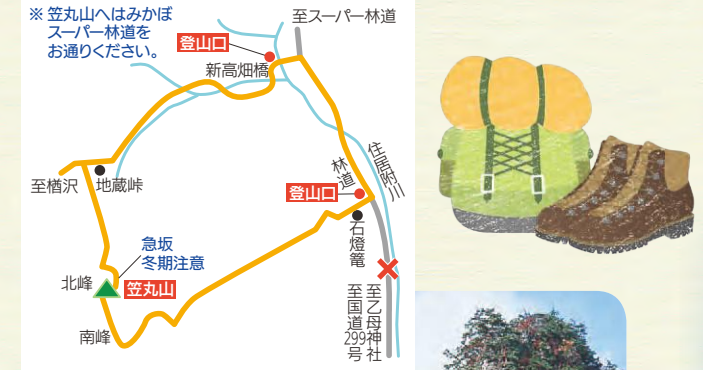 ※ 笠丸山へはみかぼ
スーパー林道を
お通りください。
至スーパー林道
登山口
新高畑橋
住居附川
林道
至楢沢
地蔵峠
登山口
石燈籠
急坂
冬期注意
北峰
笠丸山
南峰
至乙母神社
至国道299号